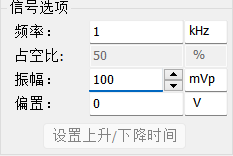 信号选项
频率： 1 kHz
占空比: 50 %
振幅： 100 mVp
偏置： 0 V
设置上升/下降时间